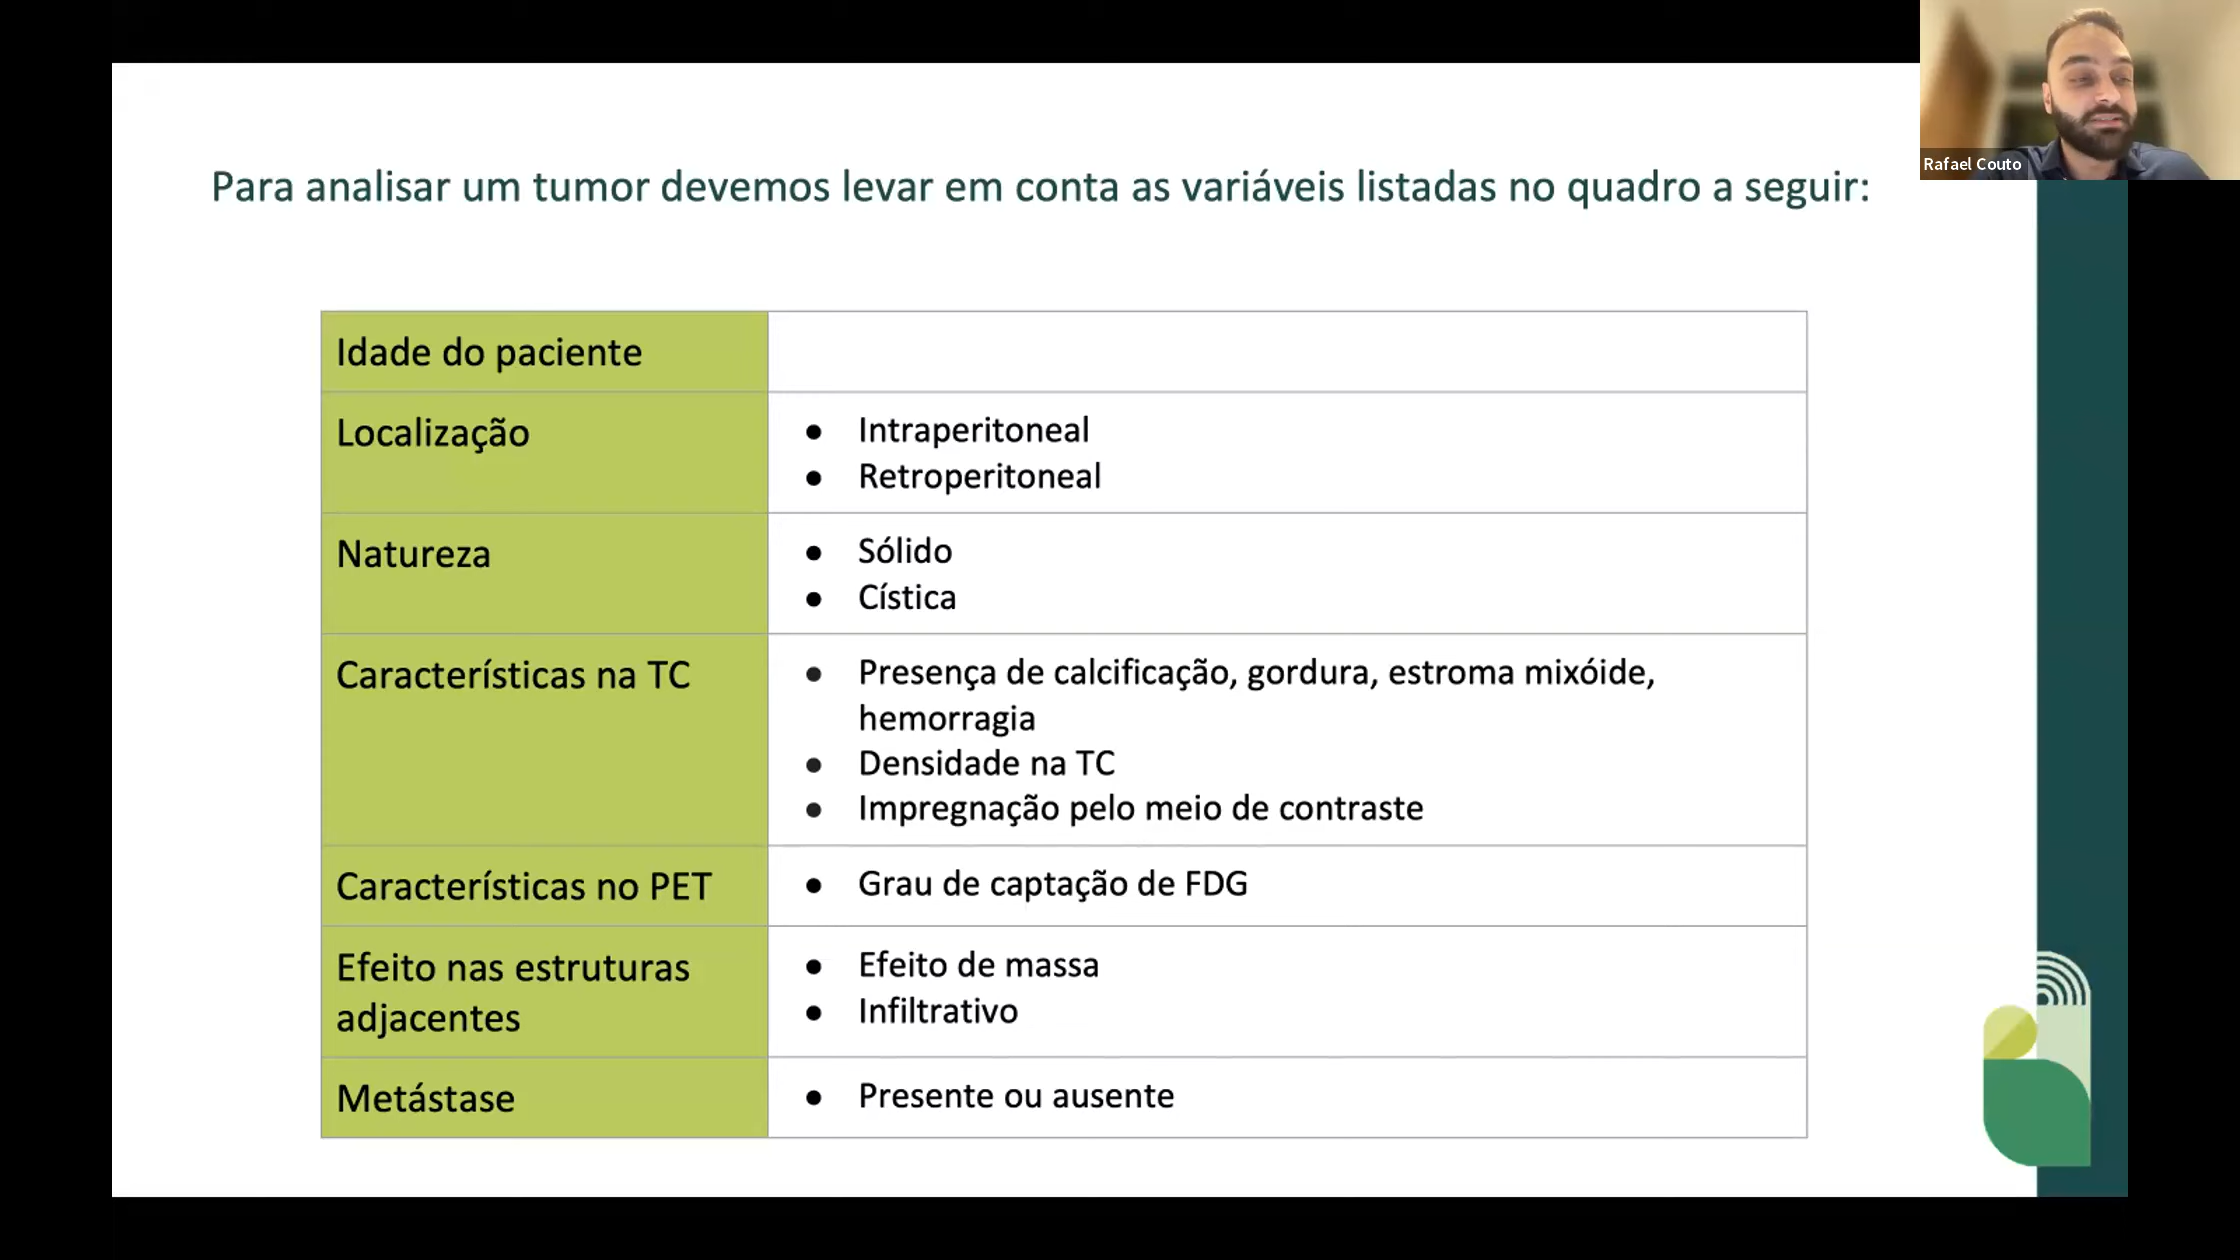 Rafael Couto
Para analisar um tumor devemos levar em conta as variáveis listadas no quadro a seguir:
Idade do paciente
Localização
● Intraperitoneal
● Retroperitoneal
Natureza
● Sólido
● Cística
Características na TC
● Presença de calcificação, gordura, estroma mixóide,
hemorragia
● Densidade na TC
● Impregnação pelo meio de contraste
Características no PET
● Grau de captação de FDG
Efeito nas estruturas
adjacentes
● Efeito de massa
● Infiltrativo
Metástase
● Presente ou ausente